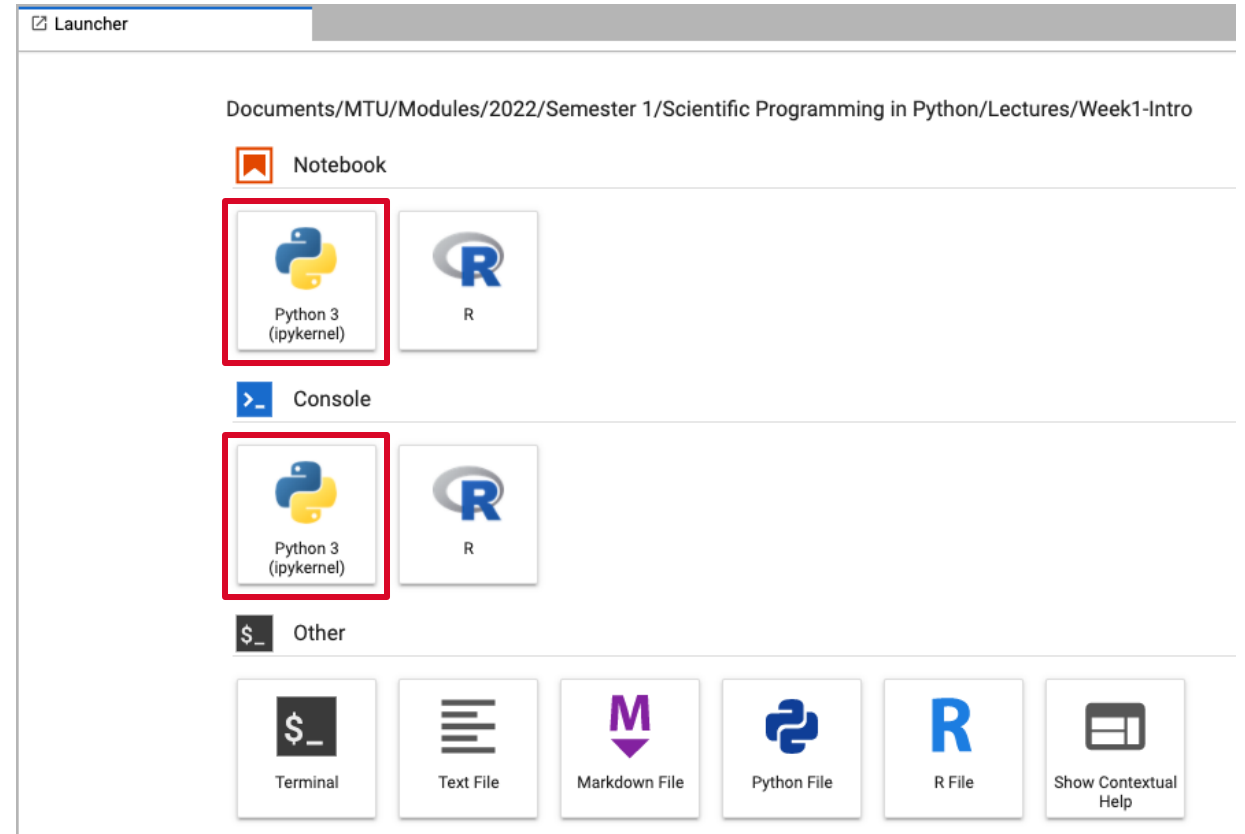 Launcher
Documents/MTU/Modules/2022/Semester 1/Scientific Programming in Python/Lectures/Week1-Intro
Notebook
Python 3
(ipykernel)
R
Console
Python 3
(ipykernel)
R
$_ Other
$_
Terminal
Text File
M
Markdown File
Python File
R
R File
Show Contextual
Help